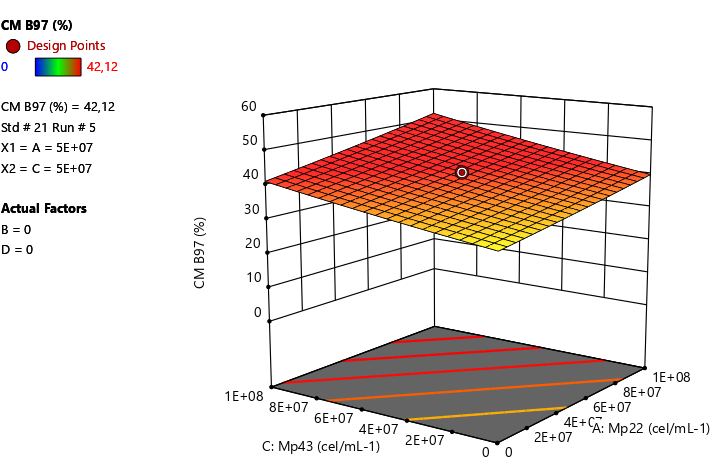 CM B97 (%)
Design Points
0 42,12
CM B97 (%) = 42,12
Std # 21 Run # 5
X1 = A = 5E+07
X2 = C = 5E+07
Actual Factors
B = 0
D = 0
60
50
40
30
20
10
0
CM B97 (%)
1E+08
8E+07
6E+07
4E+07
2E+07
0
C: Mp43 (cel/mL-1)
0
2E+07
4E+07
6E+07
8E+07
1E+08
A: Mp22 (cel/mL-1)